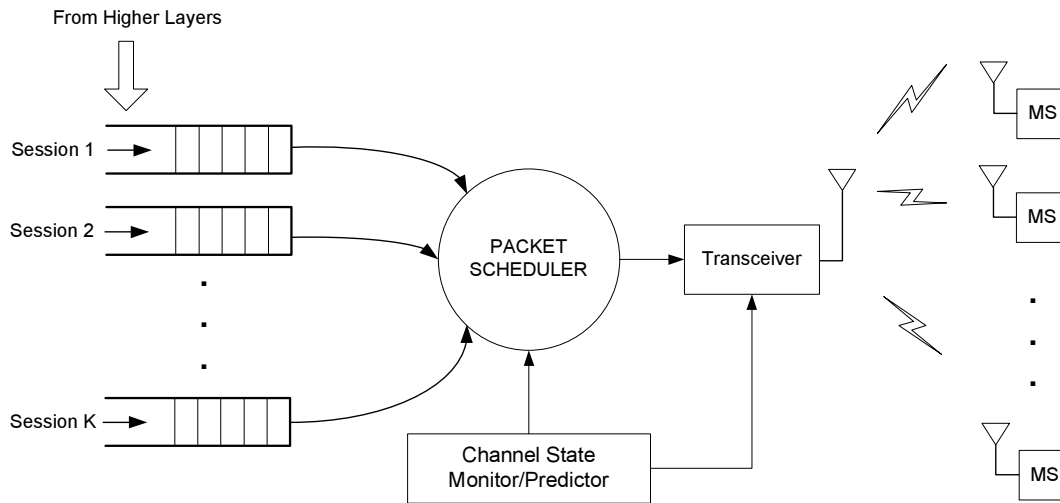 From Higher Layers
Session 1
Session 2
Session K
PACKET
SCHEDULER
Transceiver
Channel State
Monitor/Predictor
MS
MS
MS